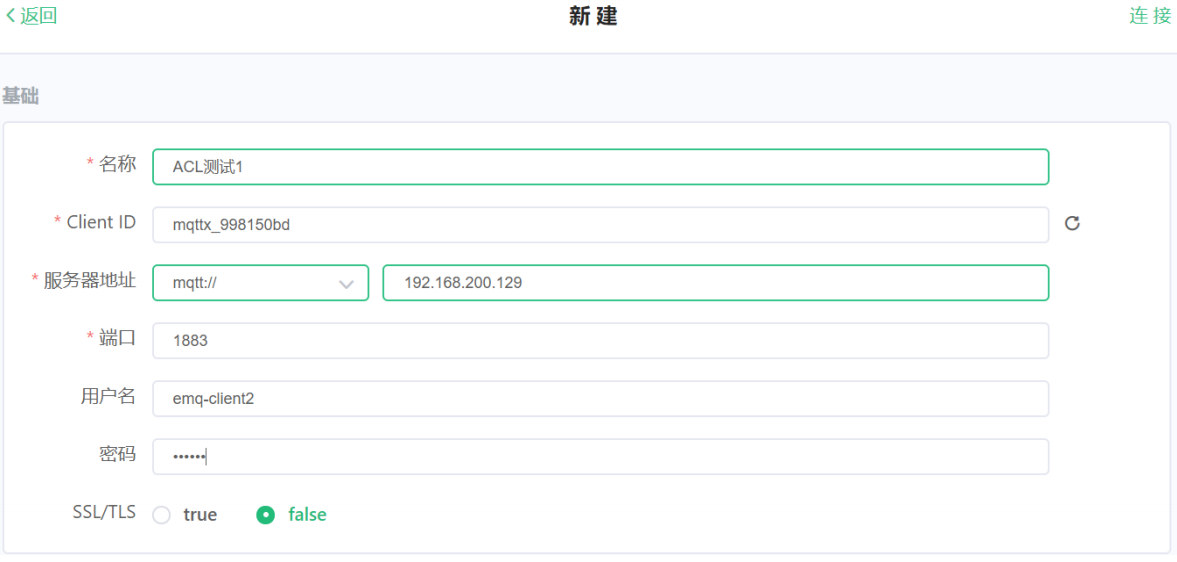 返回 新 建 连 接
基础
* 名称 ACL测试1
* Client ID mqttx_998150bd
* 服务器地址 mqtt:// 192.168.200.129
* 端口 1883
用户名 emq-client2
密码 ••••••
SSL/TLS true false